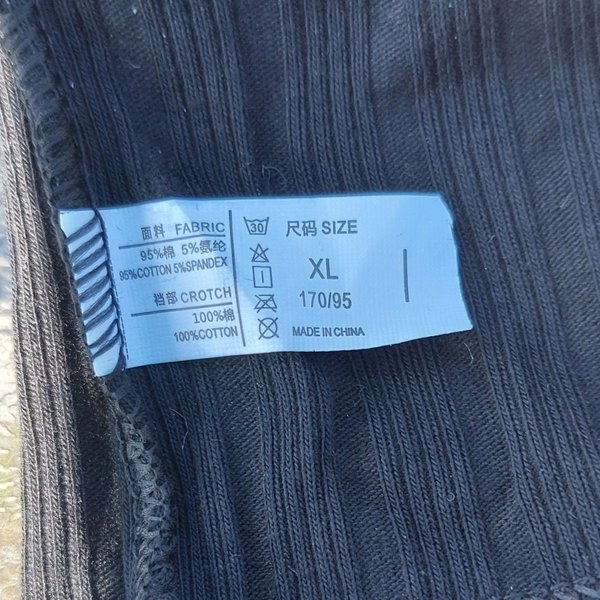 面料 FABRIC
95%棉 5%氨纶
95%COTTON 5%SPANDEX
裆部 CROTCH
100%棉
100%COTTON
30
尺码 SIZE
XL
170/95
MADE IN CHINA